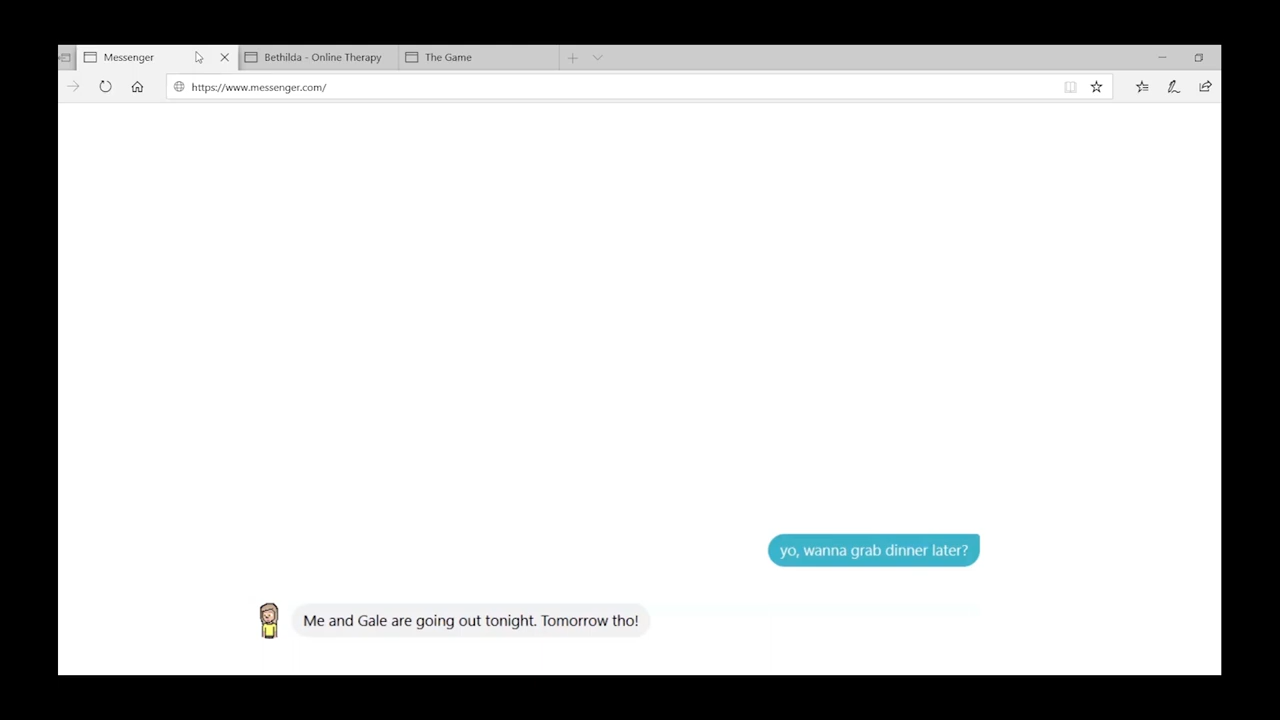 Messenger
Bethilda - Online Therapy
The Game
https://www.messenger.com/
yo, wanna grab dinner later?
Me and Gale are going out tonight. Tomorrow tho!